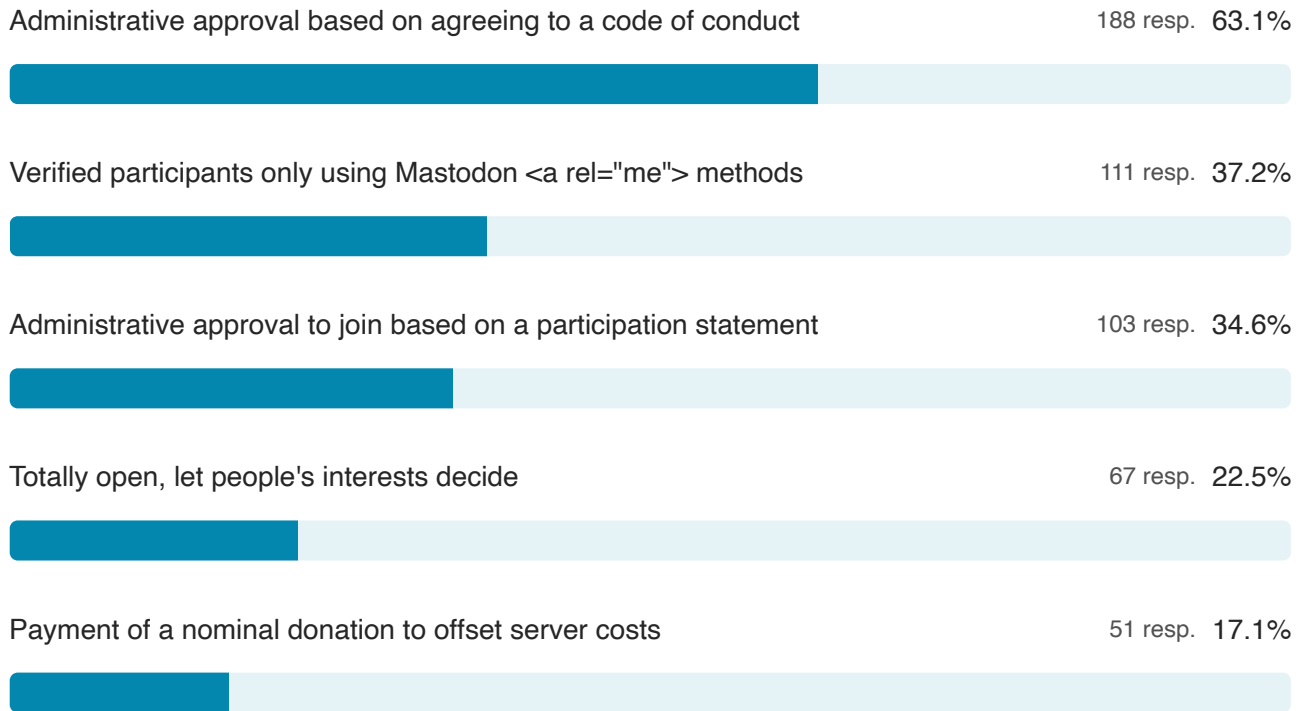 Administrative approval based on agreeing to a code of conduct 188 resp. 63.1%
Verified participants only using Mastodon <a rel="me"> methods 111 resp. 37.2%
Administrative approval to join based on a participation statement 103 resp. 34.6%
Totally open, let people's interests decide 67 resp. 22.5%
Payment of a nominal donation to offset server costs 51 resp. 17.1%